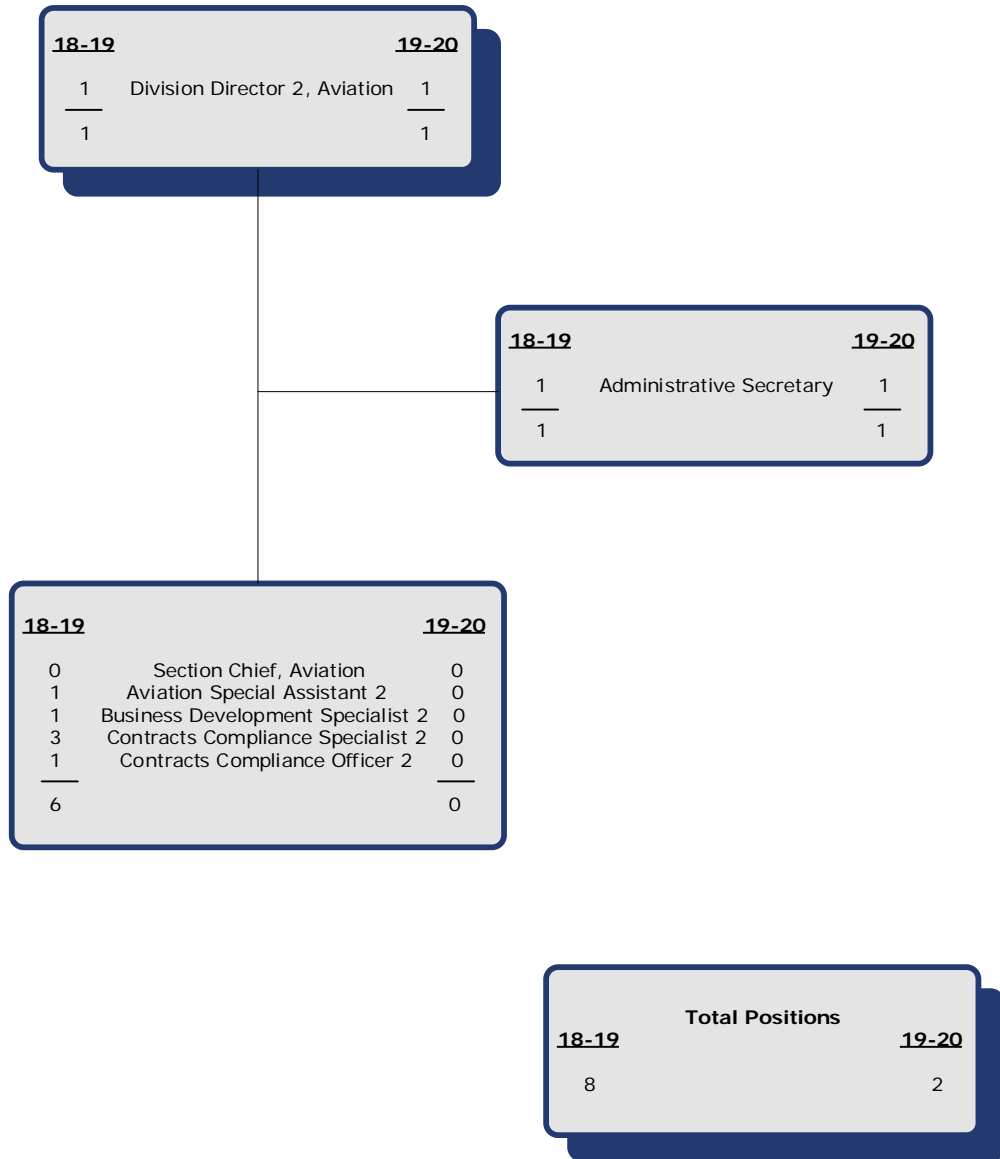 18-19 19-20
1 Division Director 2, Aviation 1
1 1
18-19 19-20
1 Administrative Secretary 1
1 1
18-19 19-20
0 Section Chief, Aviation 0
1 Aviation Special Assistant 2 0
1 Business Development Specialist 2 0
3 Contracts Compliance Specialist 2 0
1 Contracts Compliance Officer 2 0
6 0
Total Positions
18-19 19-20
8 2